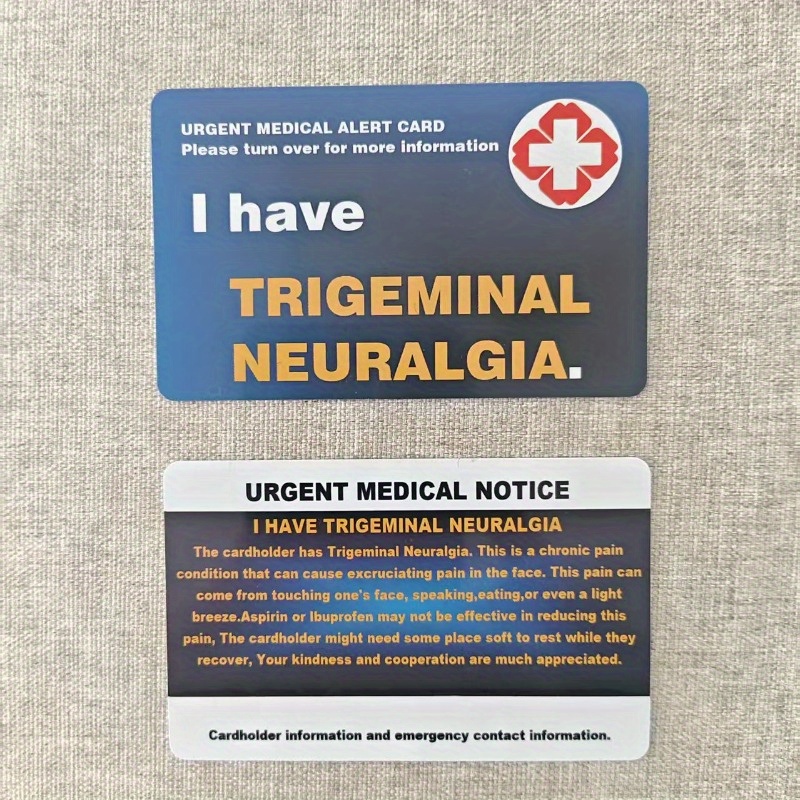 URGENT MEDICAL ALERT CARD
Please turn over for more information
I have
TRIGEMINAL
NEURALGIA.
URGENT MEDICAL NOTICE
I HAVE TRIGEMINAL NEURALGIA
The cardholder has Trigeminal Neuralgia. This is a chronic pain
condition that can cause excruciating pain in the face. This pain can
come from touching one's face, speaking,eating,or even a light
breeze.Aspirin or Ibuprofen may not be effective in reducing this
pain, The cardholder might need some place soft to rest while they
recover, Your kindness and cooperation are much appreciated.
Cardholder information and emergency contact information.